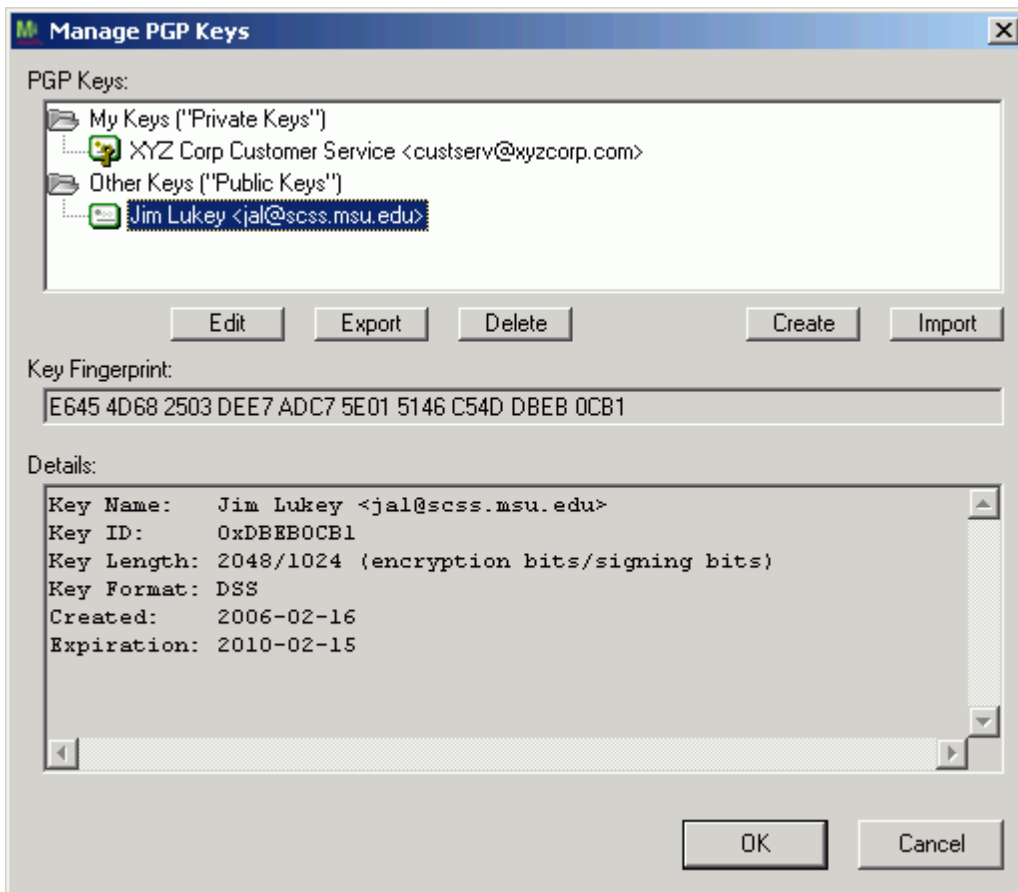 Manage PGP Keys
PGP Keys:
My Keys ("Private Keys")
XYZ Corp Customer Service <custserv@xyzcorp.com>
Other Keys ("Public Keys")
Jim Lukey <jal@scss.msu.edu>
Edit Export Delete Create Import
Key Fingerprint:
E645 4D68 2503 DEE7 ADC7 5E01 5146 C54D DBEB 0CB1
Details:
Key Name: Jim Lukey <jal@scss.msu.edu>
Key ID: 0xDBEB0CB1
Key Length: 2048/1024 (encryption bits/signing bits)
Key Format: DSS
Created: 2006-02-16
Expiration: 2010-02-15
OK Cancel